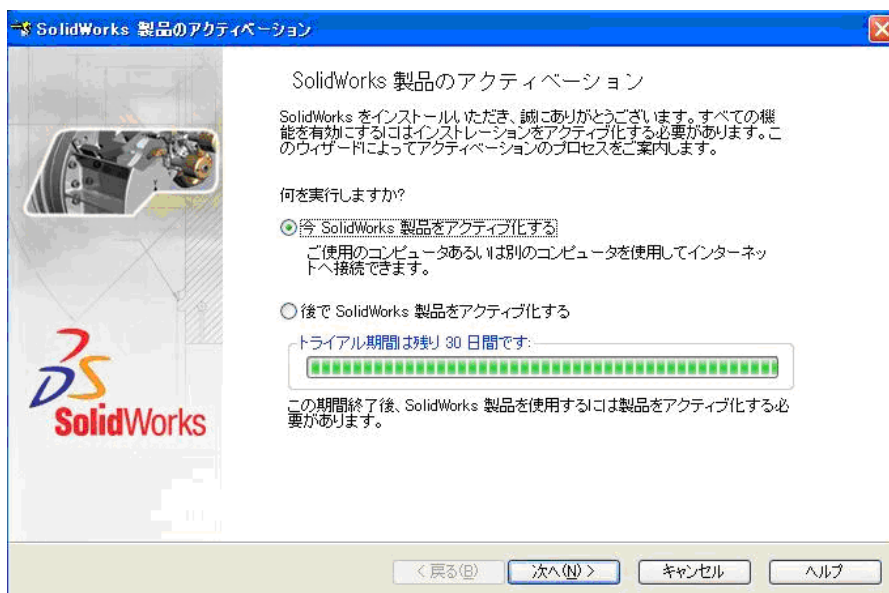 SolidWorks 製品のアクティベーション
SolidWorks 製品のアクティベーション
SolidWorks をインストールいただき、誠にありがとうございます。すべての機
能を有効にするにはインストレーションをアクティブ化する必要があります。こ
のウィザードによってアクティベーションのプロセスをご案内します。
何を実行しますか?
今 SolidWorks 製品をアクティブ化する
ご使用のコンピュータあるいは別のコンピュータを使用してインターネッ
トへ接続できます。
後で SolidWorks 製品をアクティブ化する
トライアル期間は残り 30 日間です:
この期間終了後、SolidWorks 製品を使用するには製品をアクティブ化する必
要があります。
SolidWorks
< 戻る(B)
次へ(N) >
キャンセル
ヘルプ